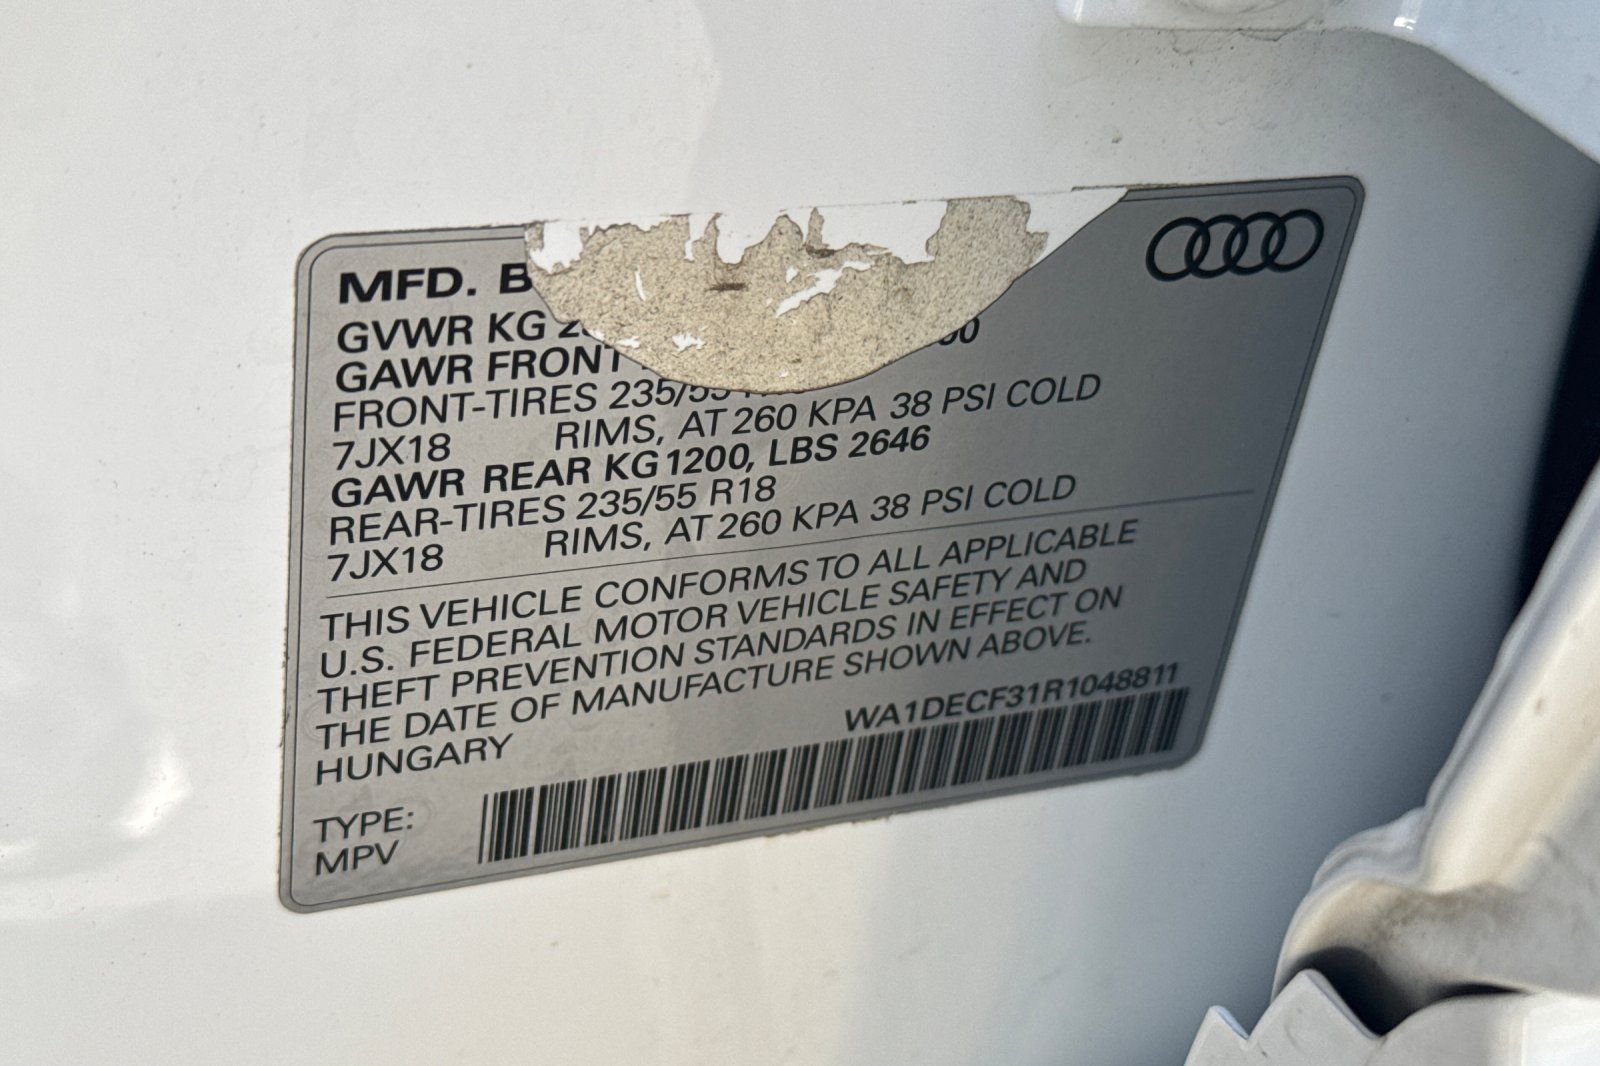 MFD.
GVWR KG
GAWR FRONT
FRONT-TIRES 235/55
7JX18 RIMS, AT 260 KPA 38 PSI COLD
GAWR REAR KG 1200, LBS 2646
REAR-TIRES 235/55 R18
7JX18 RIMS, AT 260 KPA 38 PSI COLD
THIS VEHICLE CONFORMS TO ALL APPLICABLE
U.S. FEDERAL MOTOR VEHICLE SAFETY AND
THEFT PREVENTION STANDARDS IN EFFECT ON
THE DATE OF MANUFACTURE SHOWN ABOVE.
HUNGARY
WA1DECF31R1048811
TYPE:
MPV